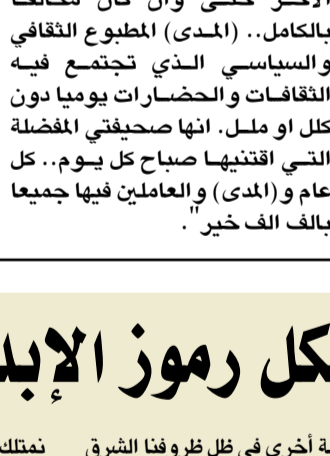 الآخر حتى وان كان مخالفا
بالكامل.. (المدى) المطبوع الثقافي
والسياسي الذي تجتمع فيه
الثقافات والحضارات يوميا دون
كلل او ملل. انها صحيفتي المفضلة
التي اقتنيها صباح كل يوم.. كل
عام و(المدى) والعاملين فيها جميعا
بالف الف خير".
كل رموز الإبد
ة أخرى في ظل ظروفنا الشرق
نمتلك